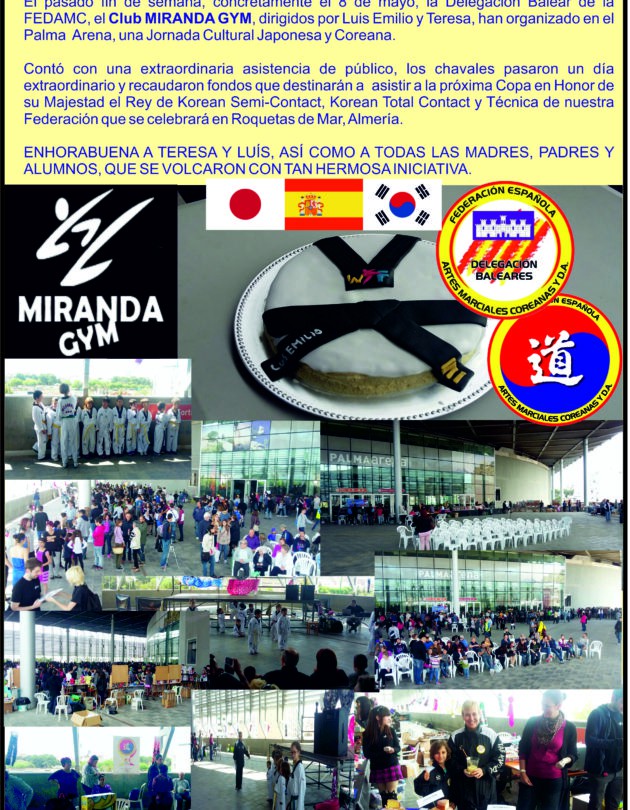 El pasado fin de semana, concretamente el 8 de mayo, la Delegación Balear de la
FEDAMC, el Club MIRANDA GYM, dirigidos por Luis Emilio y Teresa, han organizado en el
Palma Arena, una Jornada Cultural Japonesa y Coreana.
Contó con una extraordinaria asistencia de público, los chavales pasaron un día
extraordinario y recaudaron fondos que destinarán a asistir a la próxima Copa en Honor de
su Majestad el Rey de Korean Semi-Contact, Korean Total Contact y Técnica de nuestra
Federación que se celebrará en Roquetas de Mar, Almería.
ENHORABUENA A TERESA Y LUÍS, ASÍ COMO A TODAS LAS MADRES, PADRES Y
ALUMNOS, QUE SE VOLCARON CON TAN HERMOSA INICIATIVA.
MIRANDA
GYM
FEDERACIÓN ESPAÑOLA
DELEGACIÓN
BALEARES
ARTES MARCIALES COREANAS Y D.A.
EMILIO
N ESPAÑOLA
道
ARTES MARCIALES COREANAS Y D.A.
PALMAarena
PALMA